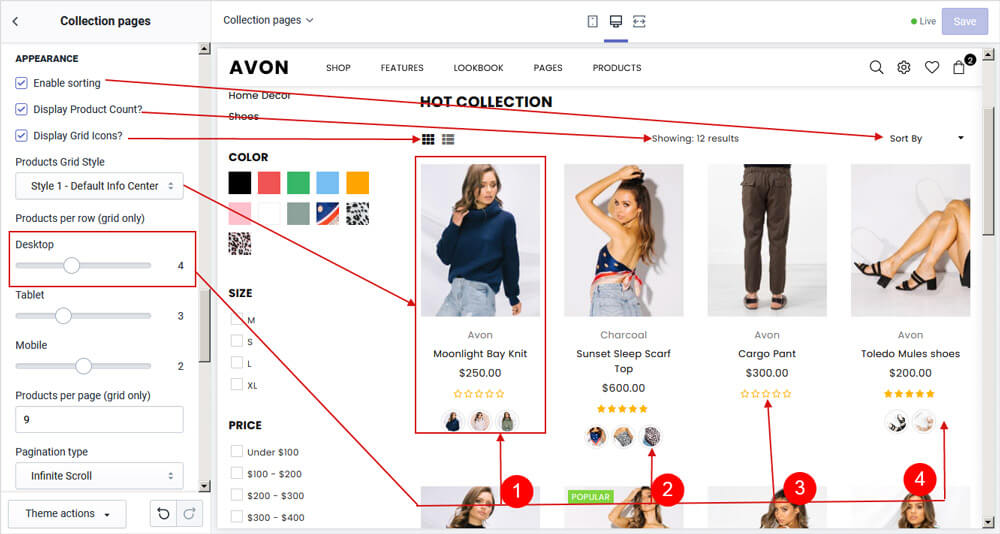 Collection pages
Collection pages
Live
Save
APPEARANCE
Enable sorting
Display Product Count?
Display Grid Icons?
Products Grid Style
Style 1 - Default Info Center
Products per row (grid only)
Desktop
4
Tablet
3
Mobile
2
Products per page (grid only)
9
Pagination type
Infinite Scroll
Theme actions
AVON
SHOP
FEATURES
LOOKBOOK
PAGES
PRODUCTS
2
Home Decor
Shoes
COLOR
SIZE
M
S
L
XL
PRICE
Under $100
$100 - $200
$200 - $300
$300 - $400
HOT COLLECTION
Showing: 12 results
Sort By
Avon
Moonlight Bay Knit
$250.00
Charcoal
Sunset Sleep Scarf
Top
$600.00
Avon
Cargo Pant
$300.00
Avon
Toledo Mules shoes
$200.00
1
2
3
4
POPULAR